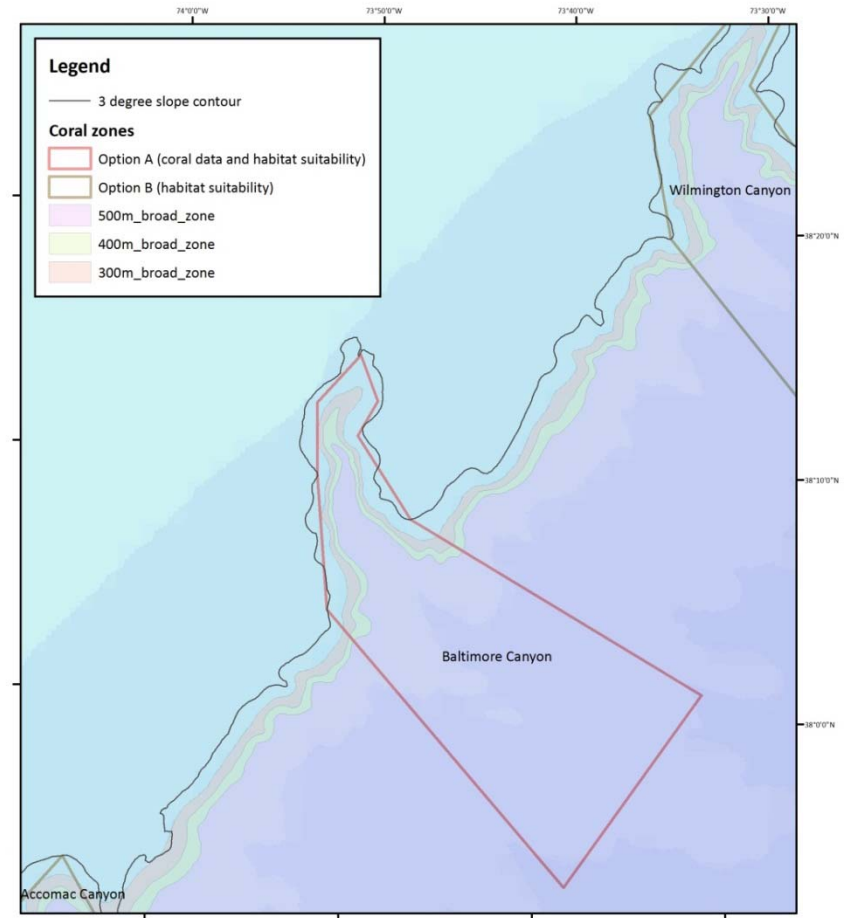 74°0'0"W
73°50'0"W
73°40'0"W
73°30'0"W
Legend
3 degree slope contour
Coral zones
Option A (coral data and habitat suitability)
Option B (habitat suitability)
500m_broad_zone
400m_broad_zone
300m_broad_zone
Wilmington Canyon
38°20'0"N
38°10'0"N
Baltimore Canyon
38°0'0"N
Accomac Canyon